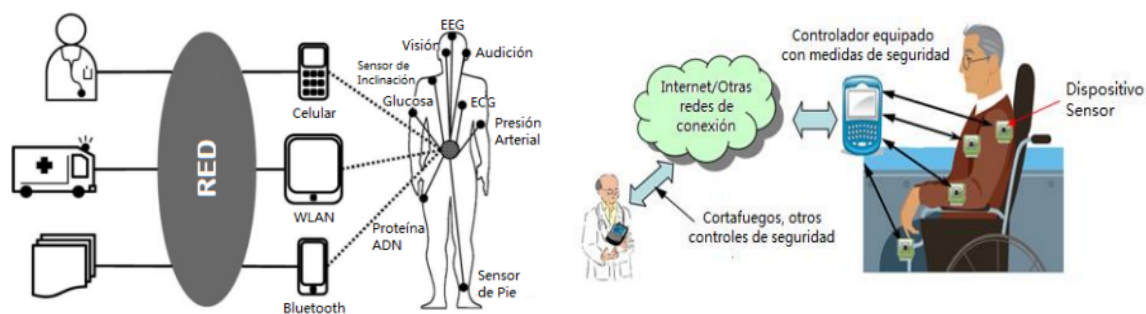 EEG
Visión
Audición
Sensor de
Inclinación
Glucosa
ECG
Presión
Arterial
Celular
RED
WLAN
Proteína
ADN
Sensor
de Pie
Bluetooth
Controlador equipado
con medidas de seguridad
Internet/Otras
redes de
conexión
Dispositivo
Sensor
Cortafuegos, otros
controles de seguridad